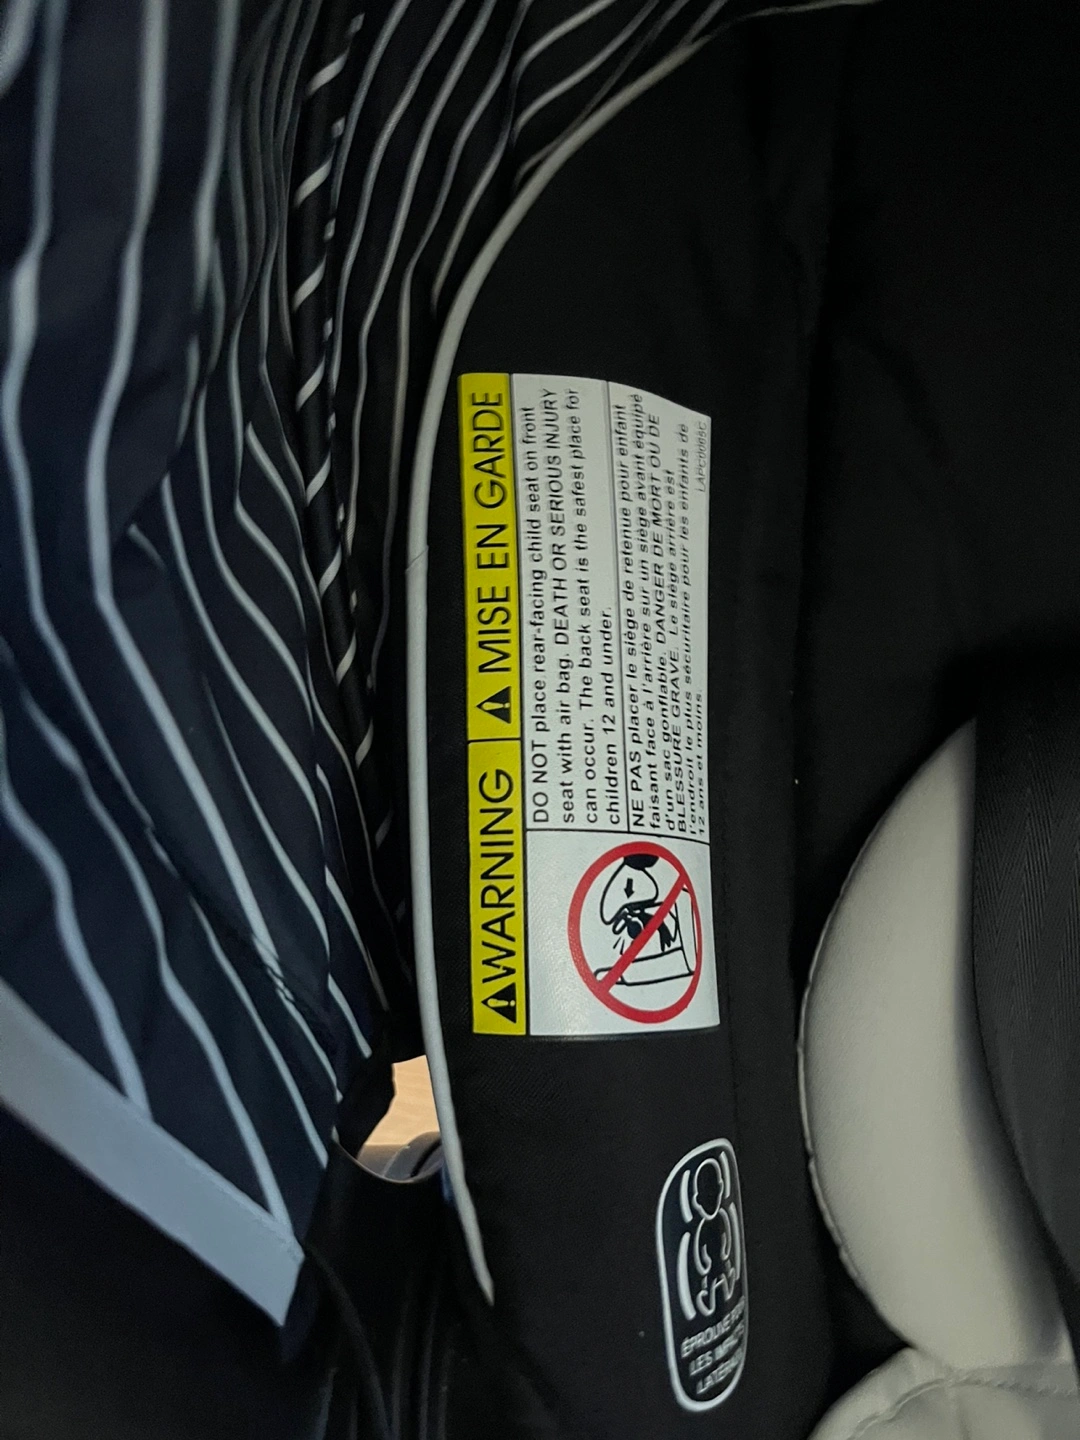 WARNING
MISE EN GARDE
DO NOT place rear-facing child seat on front
seat with air bag. DEATH OR SERIOUS INJURY
can occur. The back seat is the safest place for
children 12 and under.
NE PAS placer le siège de retenue pour enfant
faisant face à l'arrière sur un siège avant équipé
d'un sac gonflable. DANGER DE MORT OU DE
BLESSURE GRAVE. Le siège arrière est
l'endroit le plus sécuritaire pour les enfants de
12 ans et moins.
ÉPROUVÉ
LES IMPACTS